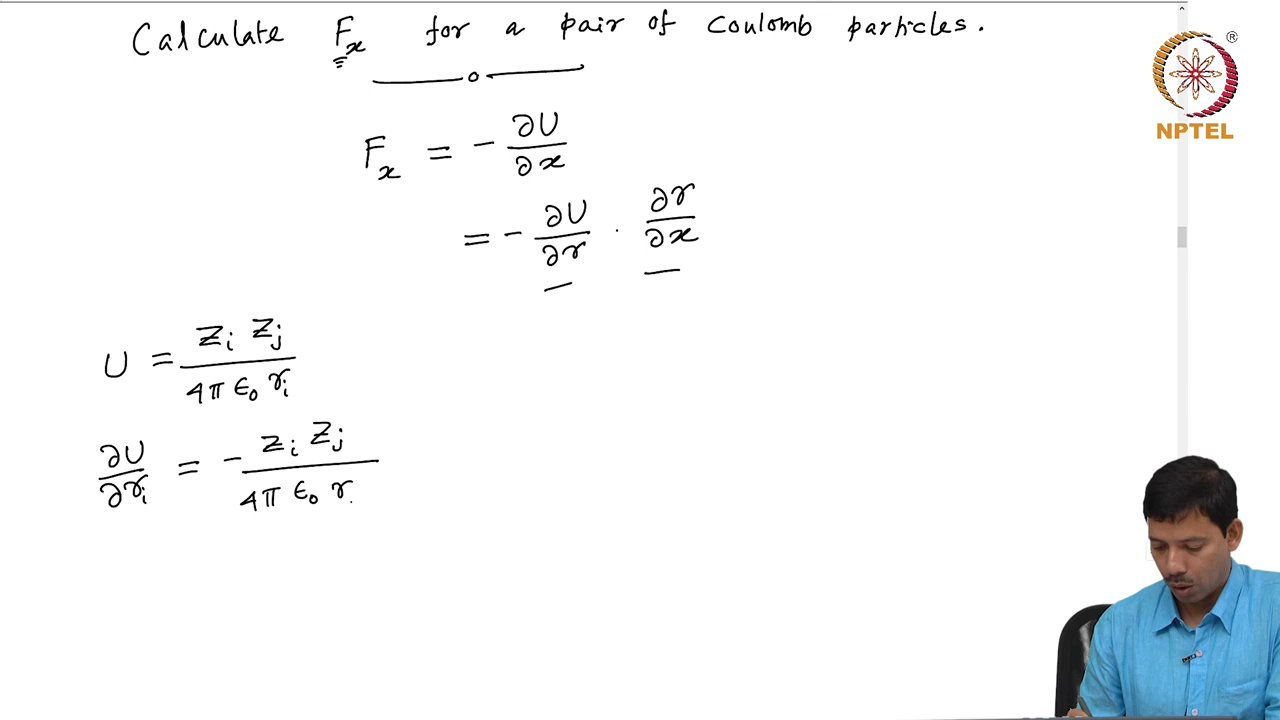 Calculate Fₓ for a pair of Coulomb particles.
Fₓ = - ∂U/∂x
= - ∂U/∂r · ∂r/∂x
U = Zᵢ Zⱼ / 4π ϵ₀ rᵢ
∂U/∂rᵢ = - Zᵢ Zⱼ / 4π ϵ₀ r
®
NPTEL